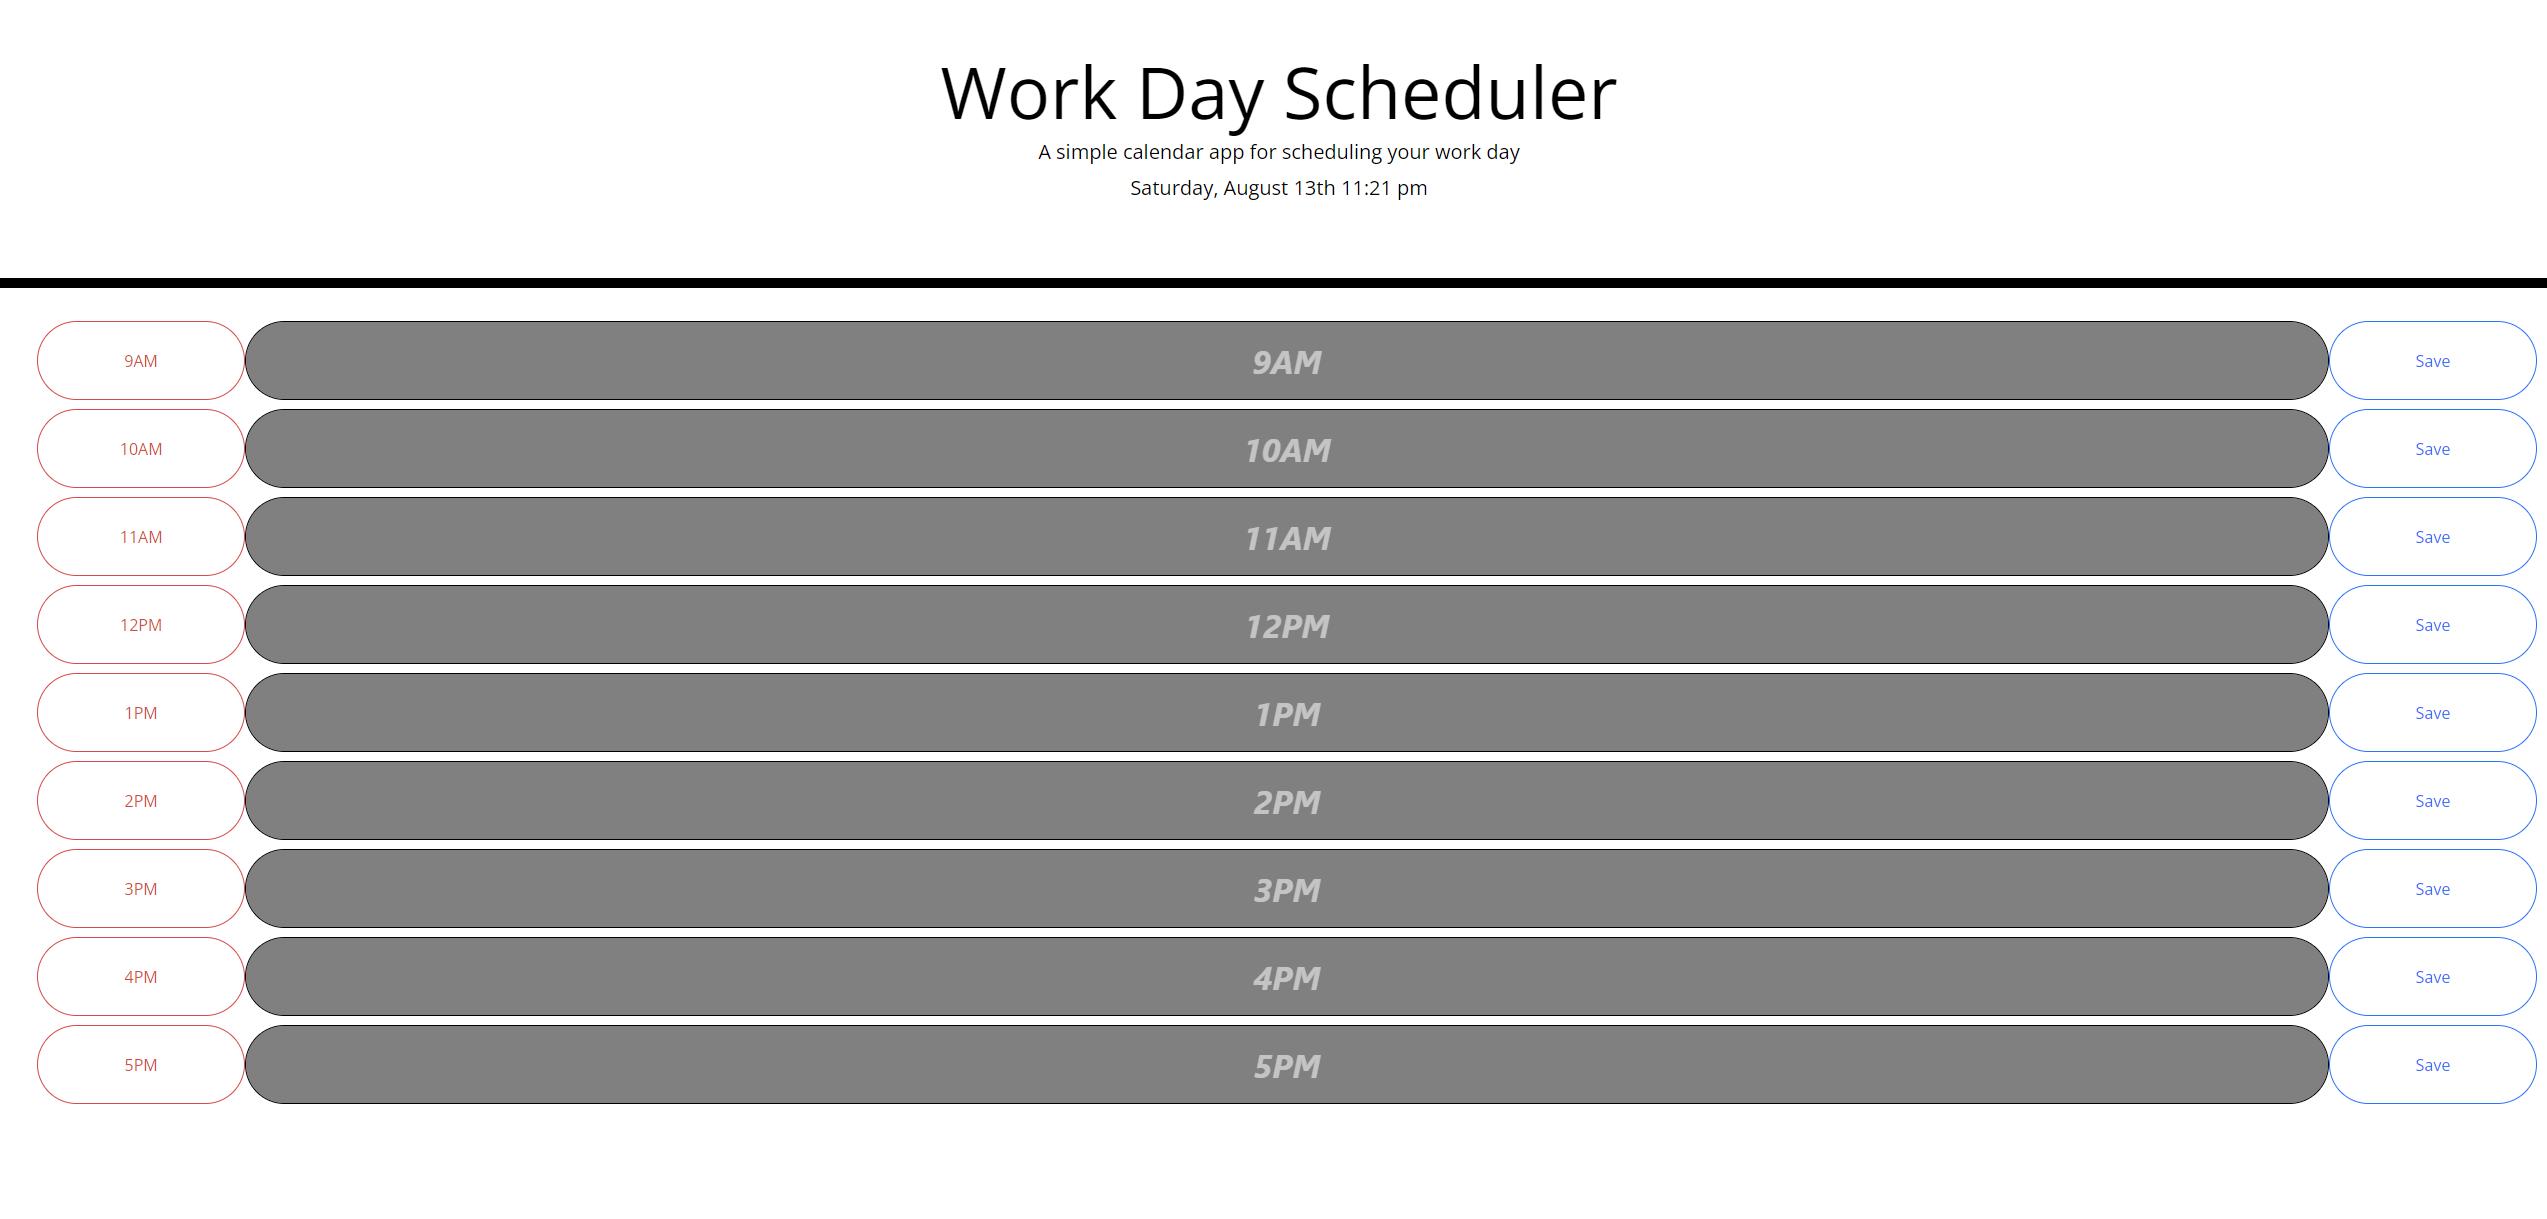 Work Day Scheduler
A simple calendar app for scheduling your work day
Saturday, August 13th 11:21 pm
9AM 9AM Save
10AM 10AM Save
11AM 11AM Save
12PM 12PM Save
1PM 1PM Save
2PM 2PM Save
3PM 3PM Save
4PM 4PM Save
5PM 5PM Save